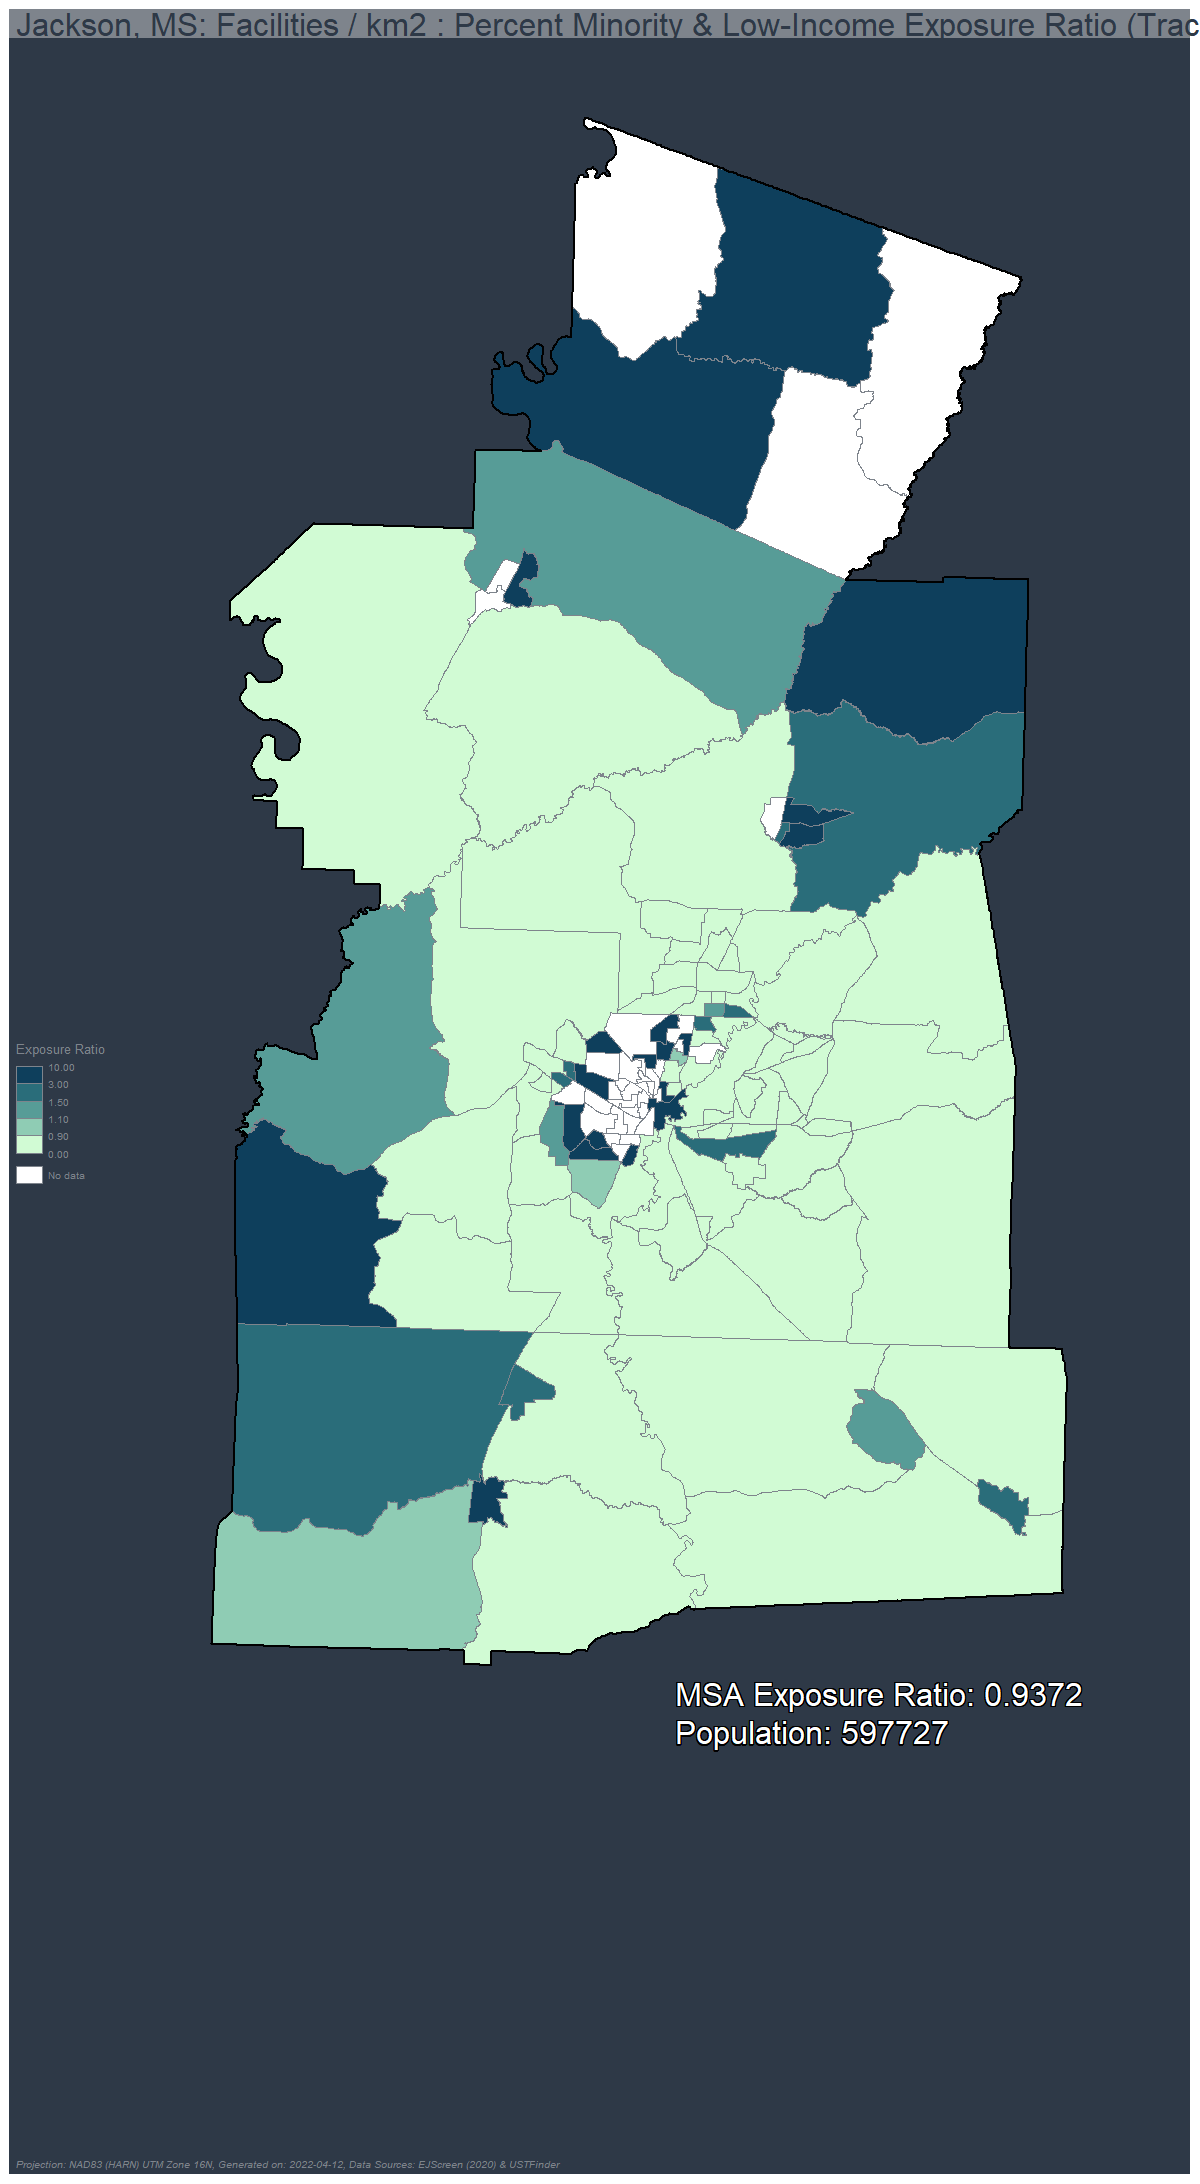 Jackson, MS: Facilities / km2 : Percent Minority & Low-Income Exposure Ratio (Trac
Exposure Ratio
10.00
3.00
1.50
1.10
0.90
0.00
No data
MSA Exposure Ratio: 0.9372
Population: 597727
Projection: NAD83 (HARN) UTM Zone 16N, Generated on: 2022-04-12, Data Sources: EJScreen (2020) & USTFinder